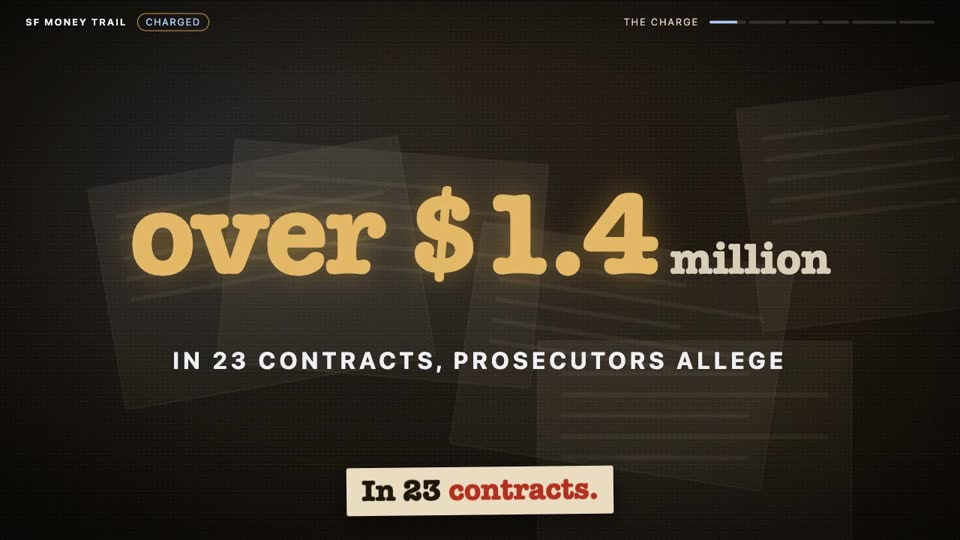 SF MONEY TRAIL CHARGED THE CHARGE
over $1.4 million
IN 23 CONTRACTS, PROSECUTORS ALLEGE
In 23 contracts.